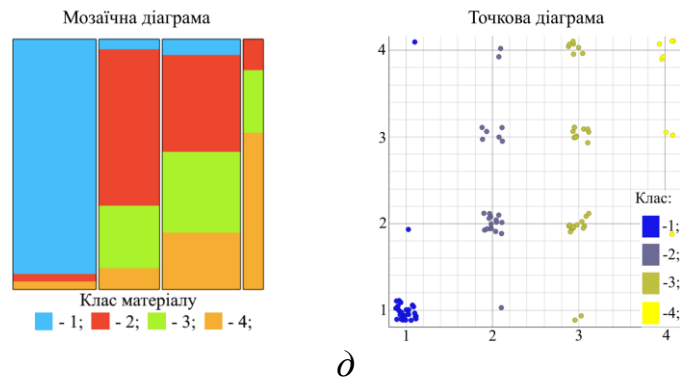 Мозаїчна діаграма
Клас матеріалу
- 1; - 2; - 3; - 4;
Точкова діаграма
4
3
2
1
1 2 3 4
Клас:
-1;
-2;
-3;
-4;
д